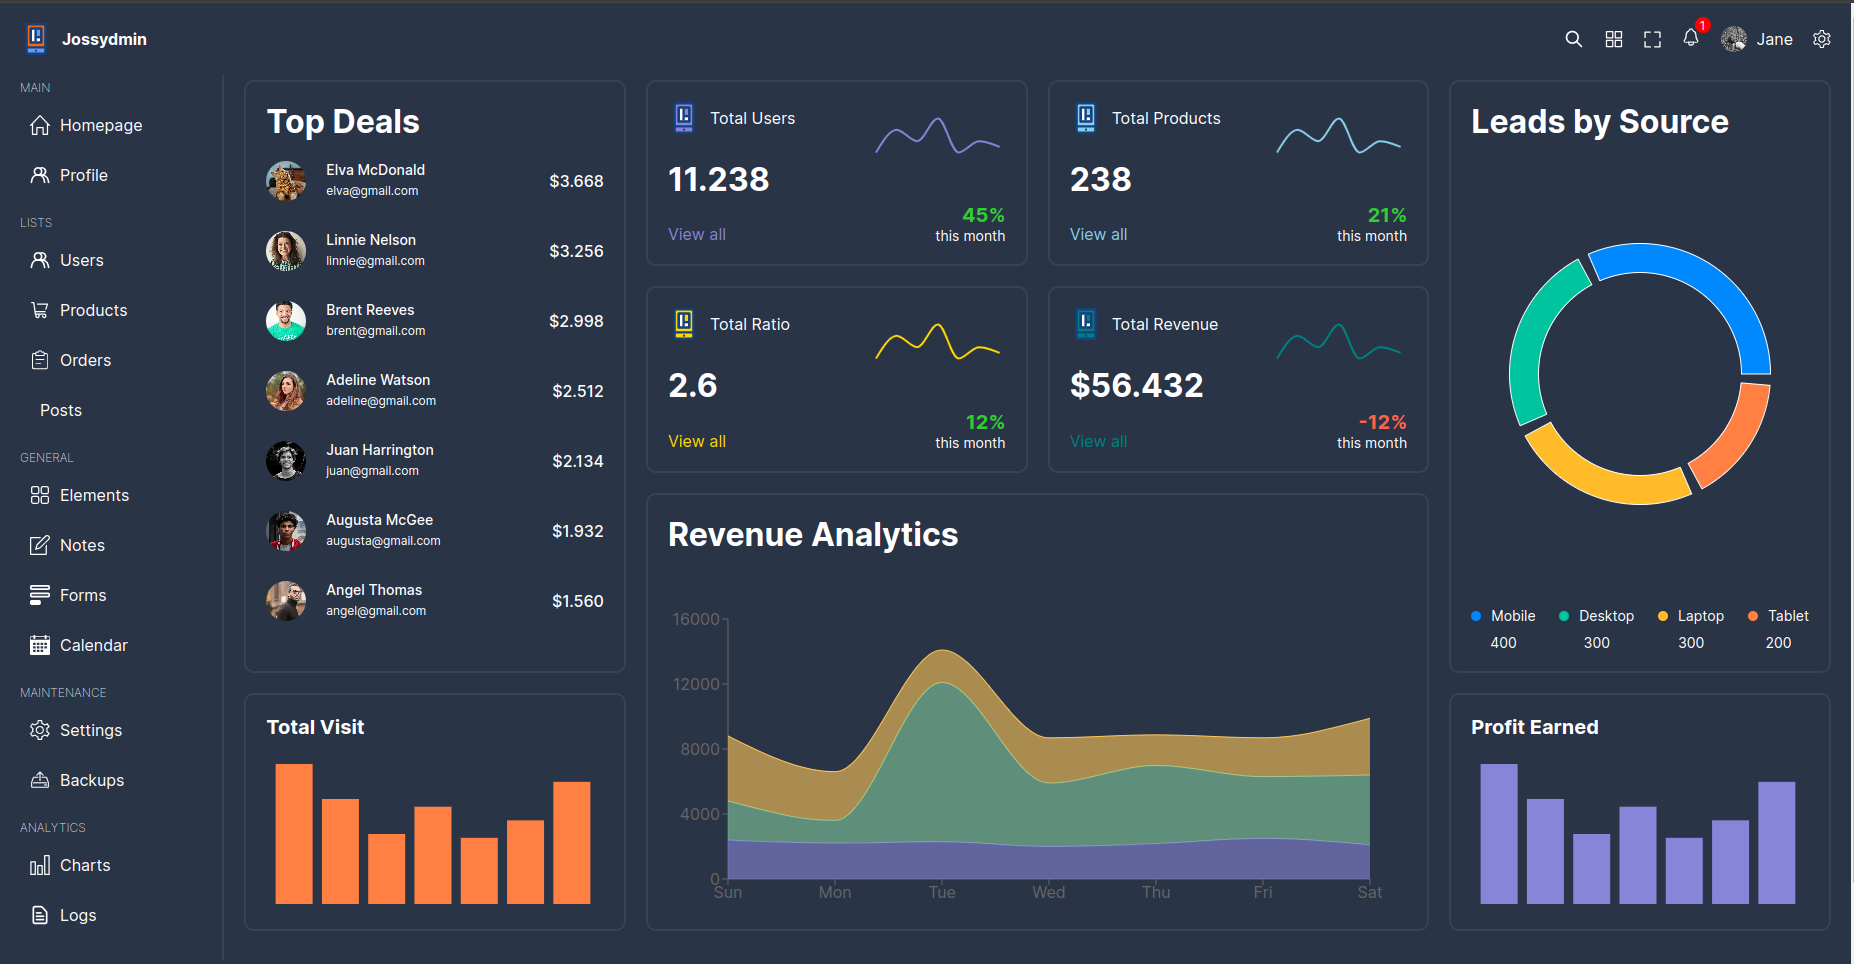 Jossydmin
1
Jane
MAIN
Homepage
Profile
LISTS
Users
Products
Orders
Posts
GENERAL
Elements
Notes
Forms
Calendar
MAINTENANCE
Settings
Backups
ANALYTICS
Charts
Logs
Top Deals
Elva McDonald
elva@gmail.com
$3.668
Linnie Nelson
linnie@gmail.com
$3.256
Brent Reeves
brent@gmail.com
$2.998
Adeline Watson
adeline@gmail.com
$2.512
Juan Harrington
juan@gmail.com
$2.134
Augusta McGee
augusta@gmail.com
$1.932
Angel Thomas
angel@gmail.com
$1.560
Total Users
11.238
View all
45%
this month
Total Products
238
View all
21%
this month
Total Ratio
2.6
View all
12%
this month
Total Revenue
$56.432
View all
-12%
this month
Leads by Source
Mobile Desktop Laptop Tablet
400 300 300 200
Total Visit
Revenue Analytics
16000
12000
8000
4000
0
Sun Mon Tue Wed Thu Fri Sat
Profit Earned